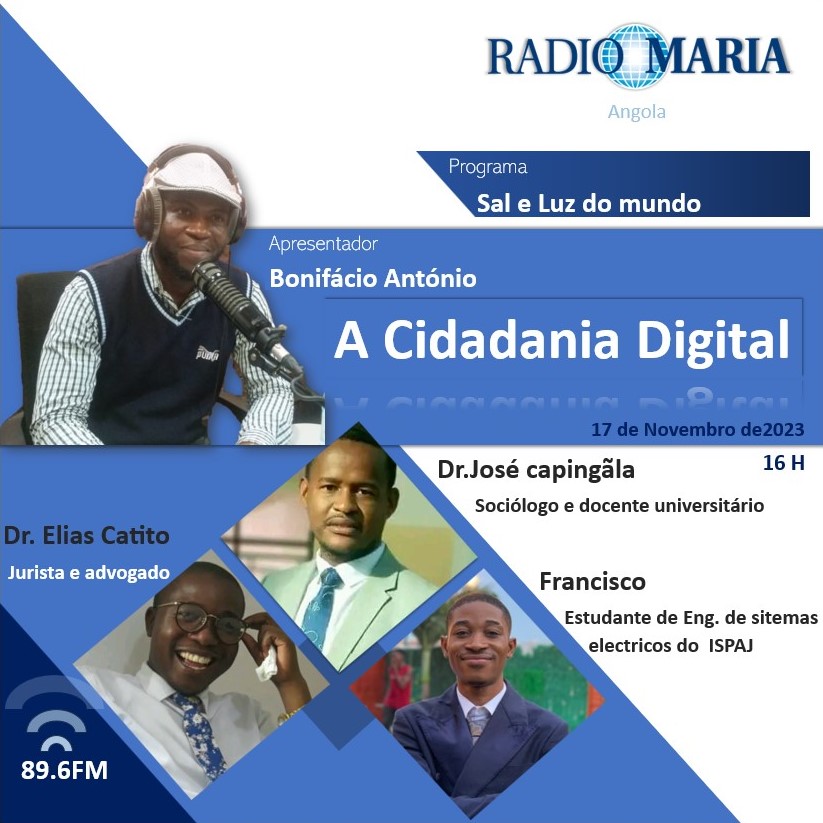 RADIO MARIA
Angola
Programa
Sal e Luz do mundo
Apresentador
Bonifácio António
A Cidadania Digital
17 de Novembro de2023
16 H
Dr.José capingãla
Sociólogo e docente universitário
Dr. Elias Catito
Jurista e advogado
Francisco
Estudante de Eng. de sitemas
electricos do ISPAJ
89.6FM